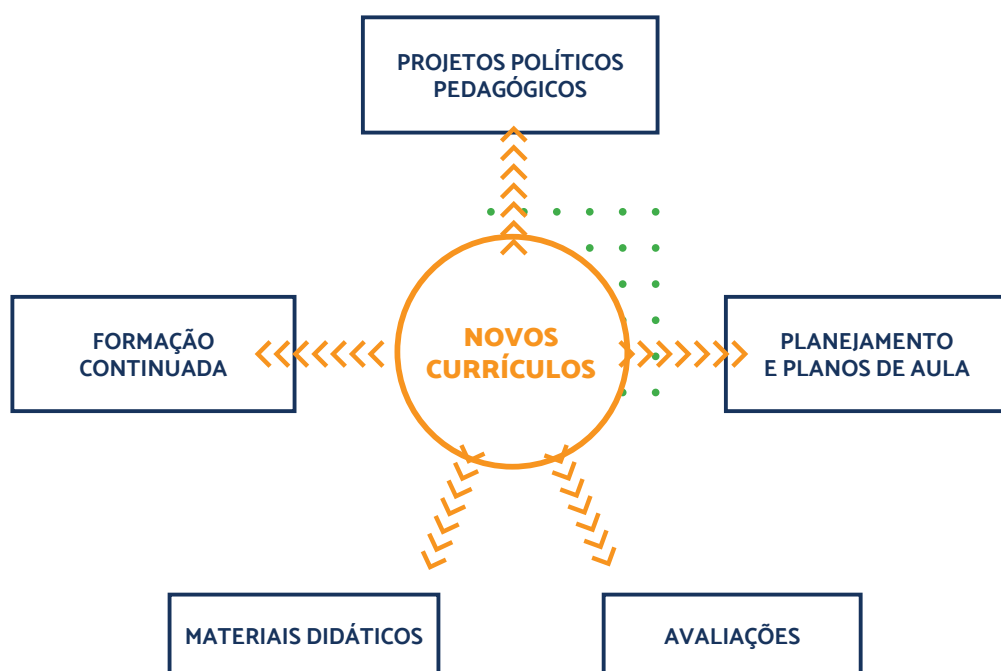 PROJETOS POLÍTICOS
PEDAGÓGICOS
FORMAÇÃO
CONTINUADA
NOVOS
CURRÍCULOS
PLANEJAMENTO
E PLANOS DE AULA
MATERIAIS DIDÁTICOS
AVALIAÇÕES